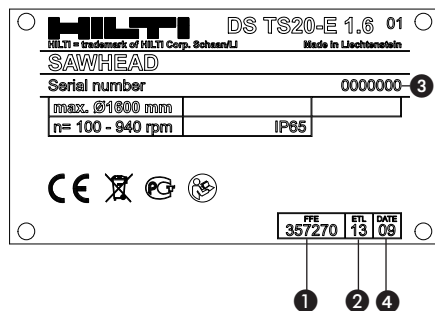 HILTI DS TS20-E 1.6 01
HILTI = trademark of HILTI Corp. Schaan/LI Made in Liechtenstein
SAWHEAD
Serial number 0000000 3
max. Ø1600 mm
n= 100 - 940 rpm IP65
CE PG
FFE ETL DATE
357270 13 09
1 2 4